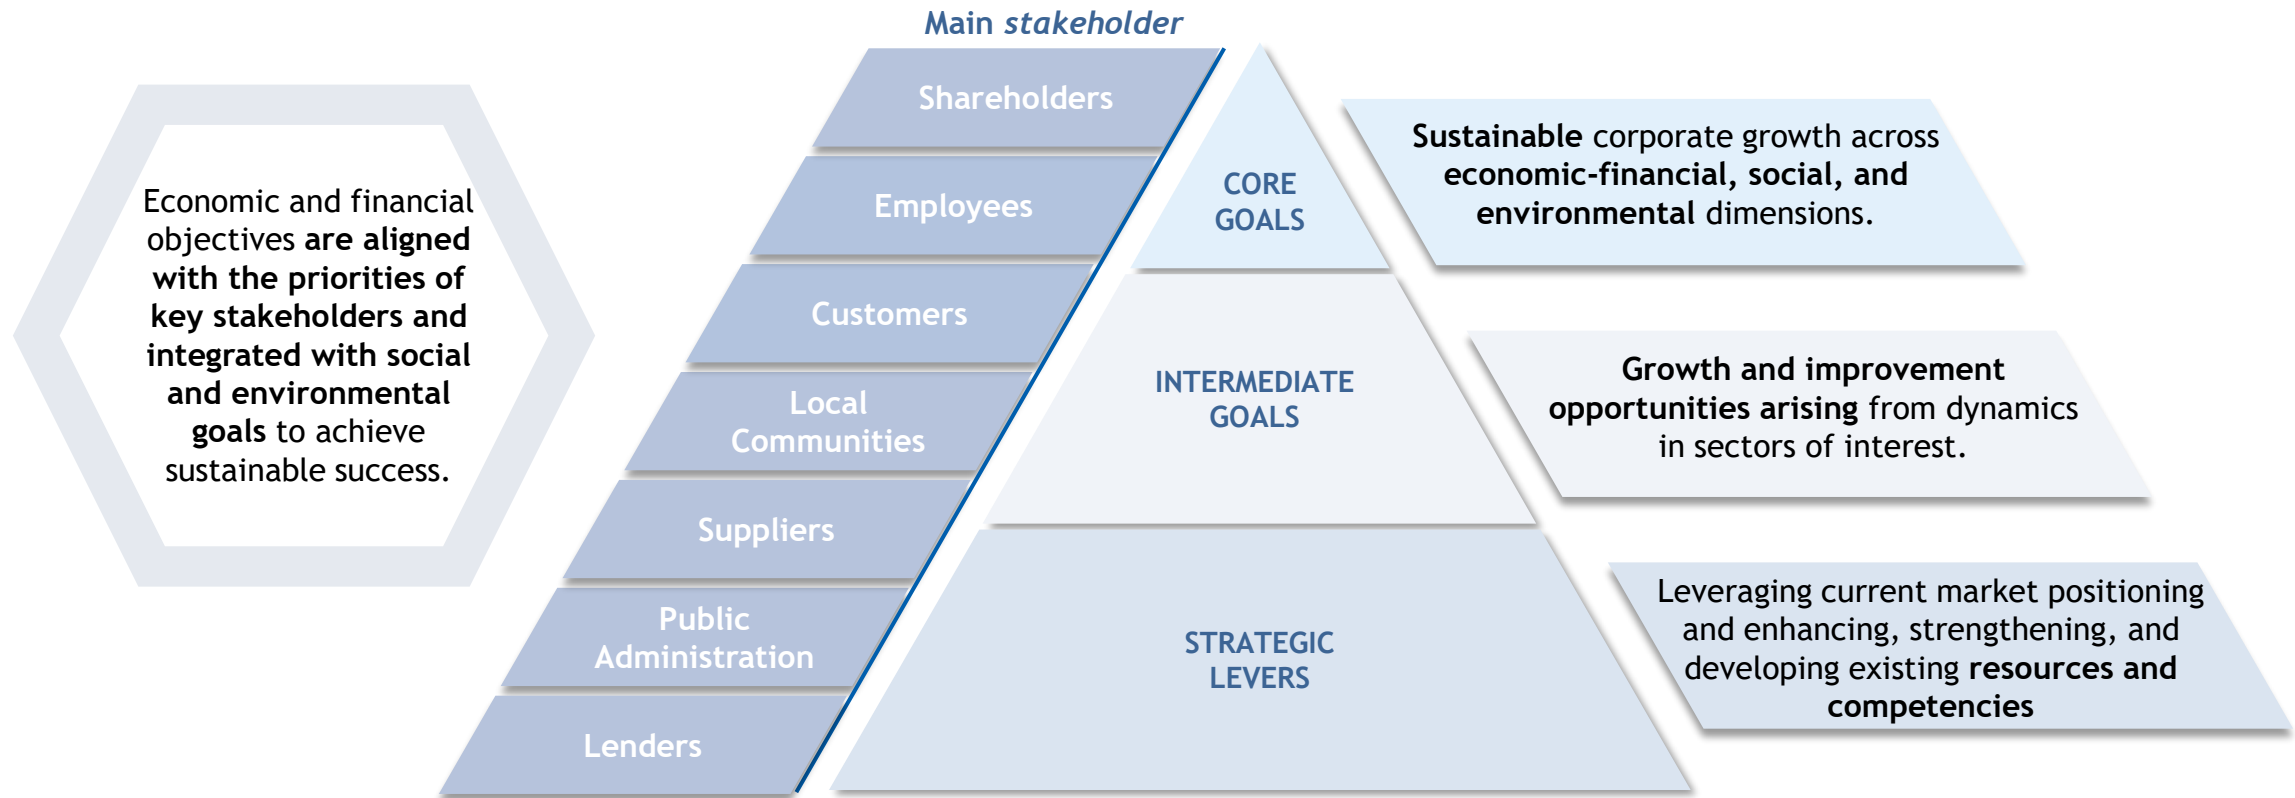 Main stakeholder
Economic and financial
objectives are aligned
with the priorities of
key stakeholders and
integrated with social
and environmental
goals to achieve
sustainable success.
Shareholders
Employees
Customers
Local
Communities
Suppliers
Public
Administration
Lenders
CORE
GOALS
INTERMEDIATE
GOALS
STRATEGIC
LEVERS
Sustainable corporate growth across
economic-financial, social, and
environmental dimensions.
Growth and improvement
opportunities arising from dynamics
in sectors of interest.
Leveraging current market positioning
and enhancing, strengthening, and
developing existing resources and
competencies